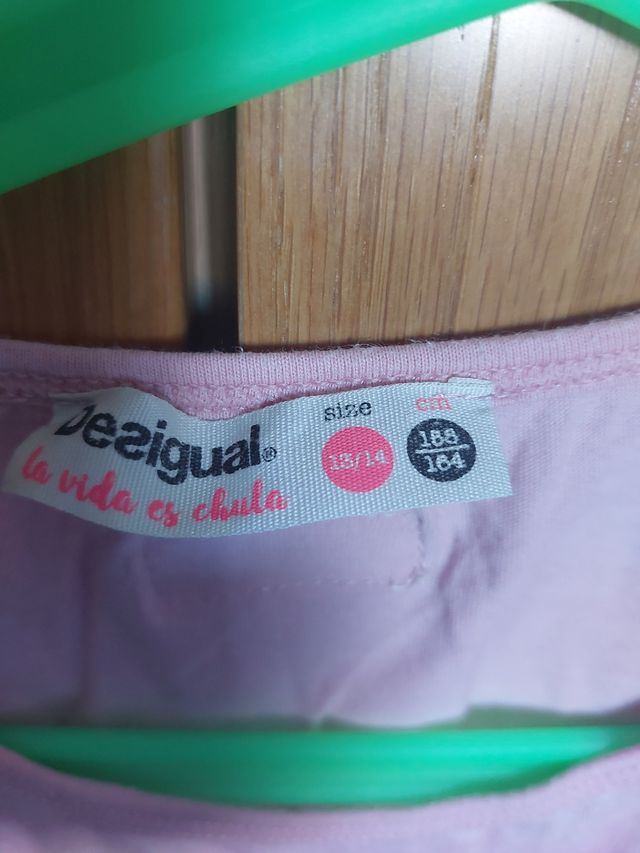 Desigual®
la vida es chula
size
13/14
cm
158
164